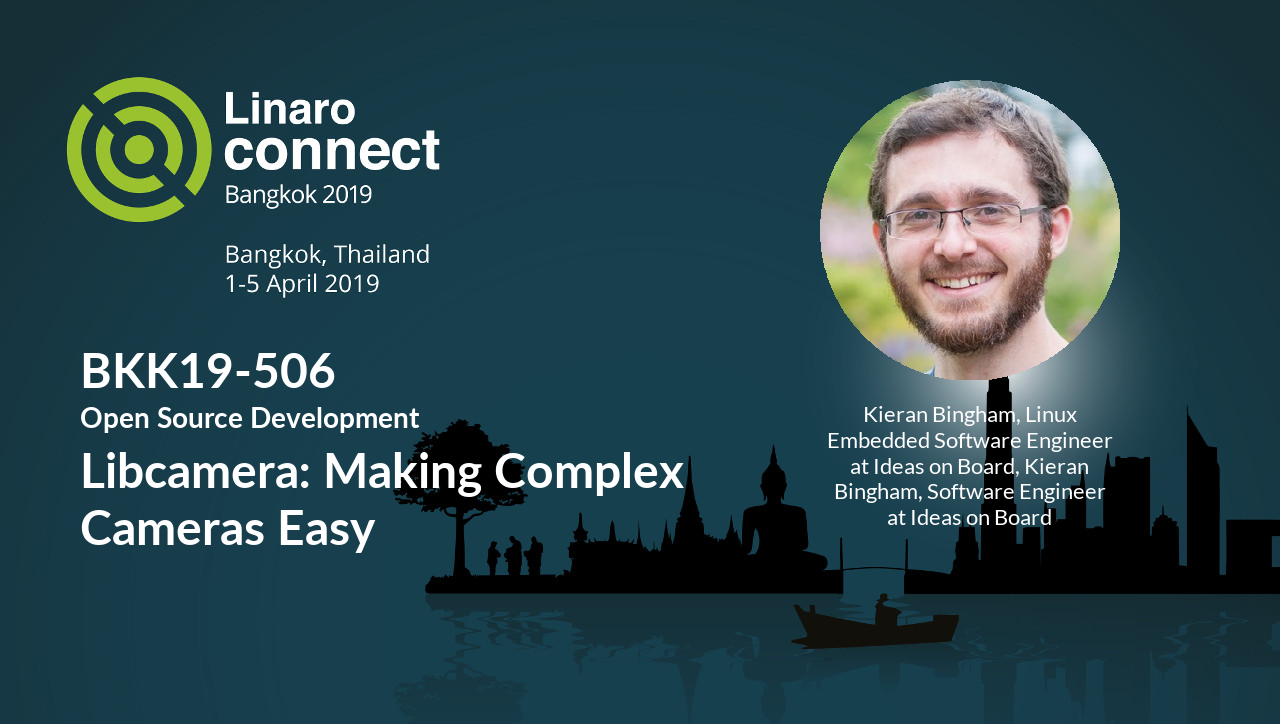 Linaro
connect
Bangkok 2019
Bangkok, Thailand
1-5 April 2019
BKK19-506
Open Source Development
Libcamera: Making Complex
Cameras Easy
Kieran Bingham, Linux
Embedded Software Engineer
at Ideas on Board, Kieran
Bingham, Software Engineer
at Ideas on Board